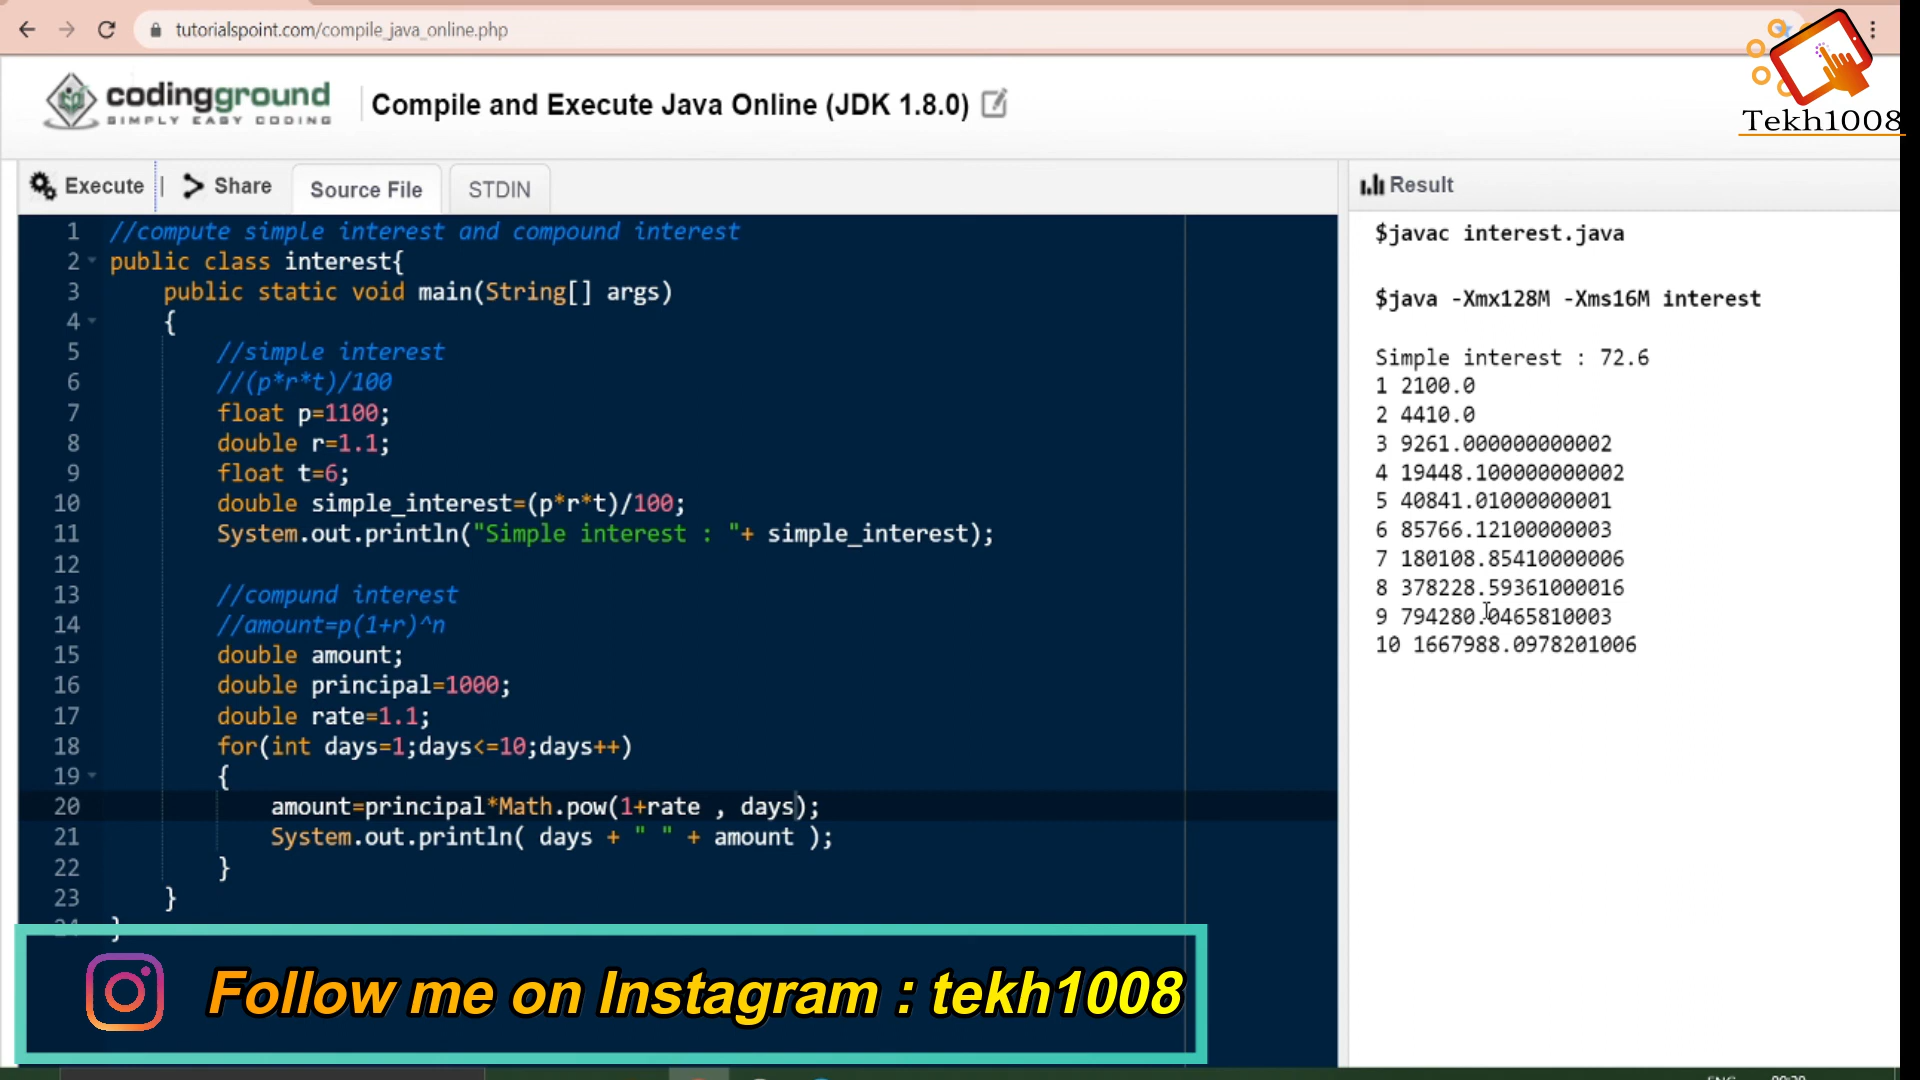 tutorialspoint.com/compile_java_online.php
Tekh1008
codingground
SIMPLY EASY CODING
Compile and Execute Java Online (JDK 1.8.0)
Execute
Share
Source File
STDIN
Result
1 //compute simple interest and compound interest
2 public class interest{
3 public static void main(String[] args)
4 {
5 //simple interest
6 //(p*r*t)/100
7 float p=1100;
8 double r=1.1;
9 float t=6;
10 double simple_interest=(p*r*t)/100;
11 System.out.println("Simple interest : "+ simple_interest);
12
13 //compund interest
14 //amount=p(1+r)^n
15 double amount;
16 double principal=1000;
17 double rate=1.1;
18 for(int days=1;days<=10;days++)
19 {
20 amount=principal*Math.pow(1+rate , days);
21 System.out.println( days + " " + amount );
22 }
23 }
24 }
$javac interest.java
$java -Xmx128M -Xms16M interest
Simple interest : 72.6
1 2100.0
2 4410.0
3 9261.000000000002
4 19448.100000000002
5 40841.01000000001
6 85766.12100000003
7 180108.85410000006
8 378228.59361000016
9 794280.0465810003
10 1667988.0978201006
Follow me on Instagram : tekh1008